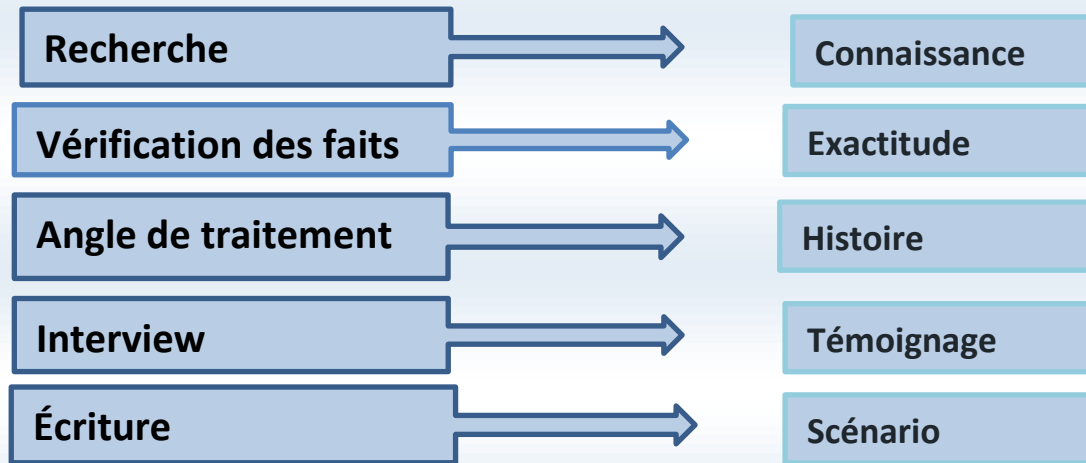 Recherche
Connaissance
Vérification des faits
Exactitude
Angle de traitement
Histoire
Interview
Témoignage
Écriture
Scénario